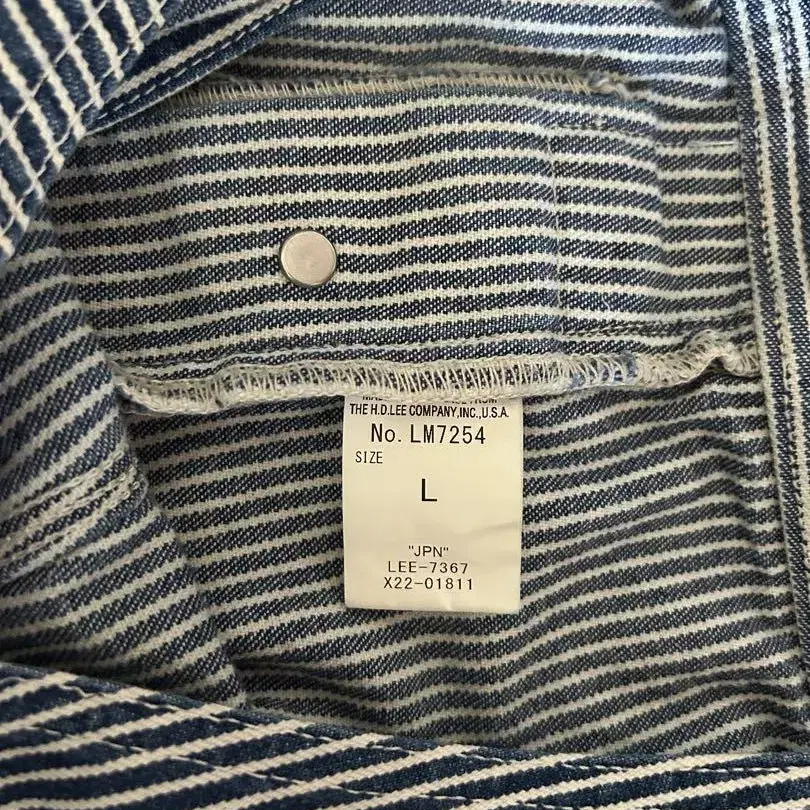 THE H.D.LEE COMPANY,INC.,U.S.A.
No. LM7254
SIZE
L
"JPN"
LEE-7367
X22-01811